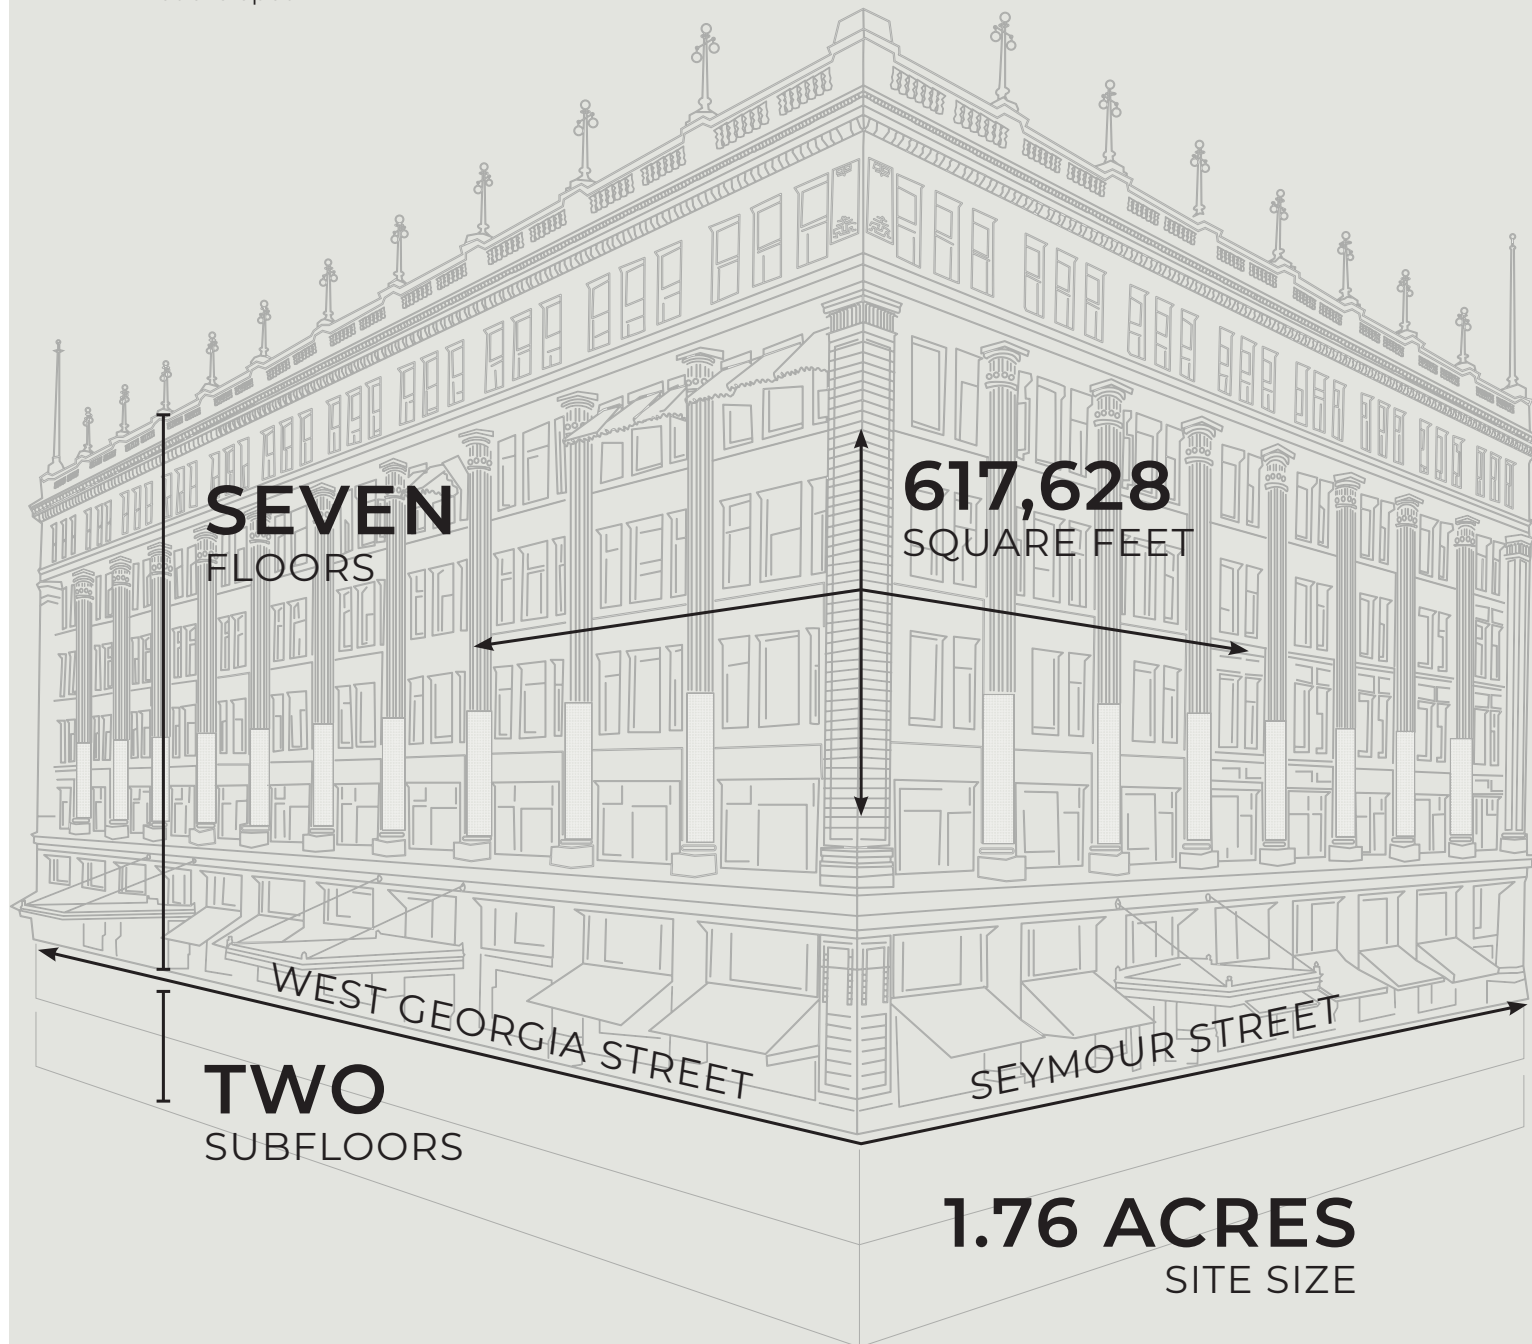 SEVEN
FLOORS
617,628
SQUARE FEET
WEST GEORGIA STREET
SEYMOUR STREET
TWO
SUBFLOORS
1.76 ACRES
SITE SIZE